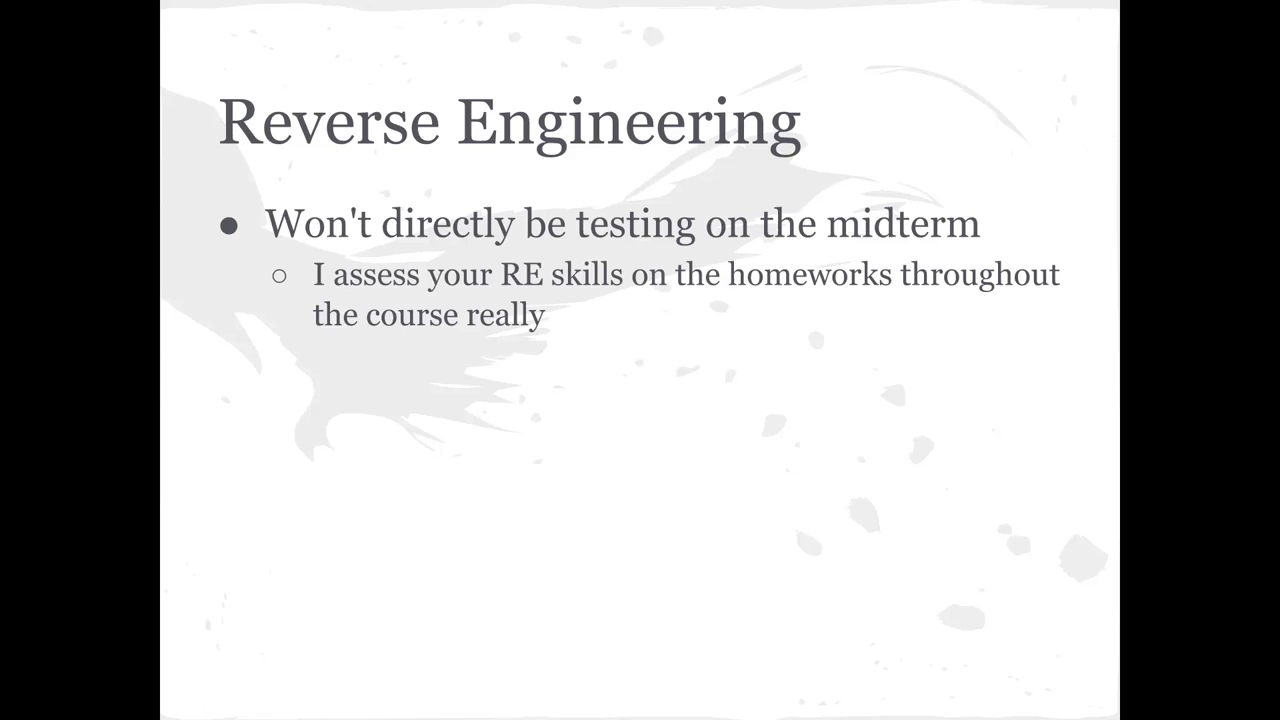 Reverse Engineering
● Won't directly be testing on the midterm
○ I assess your RE skills on the homeworks throughout
the course really